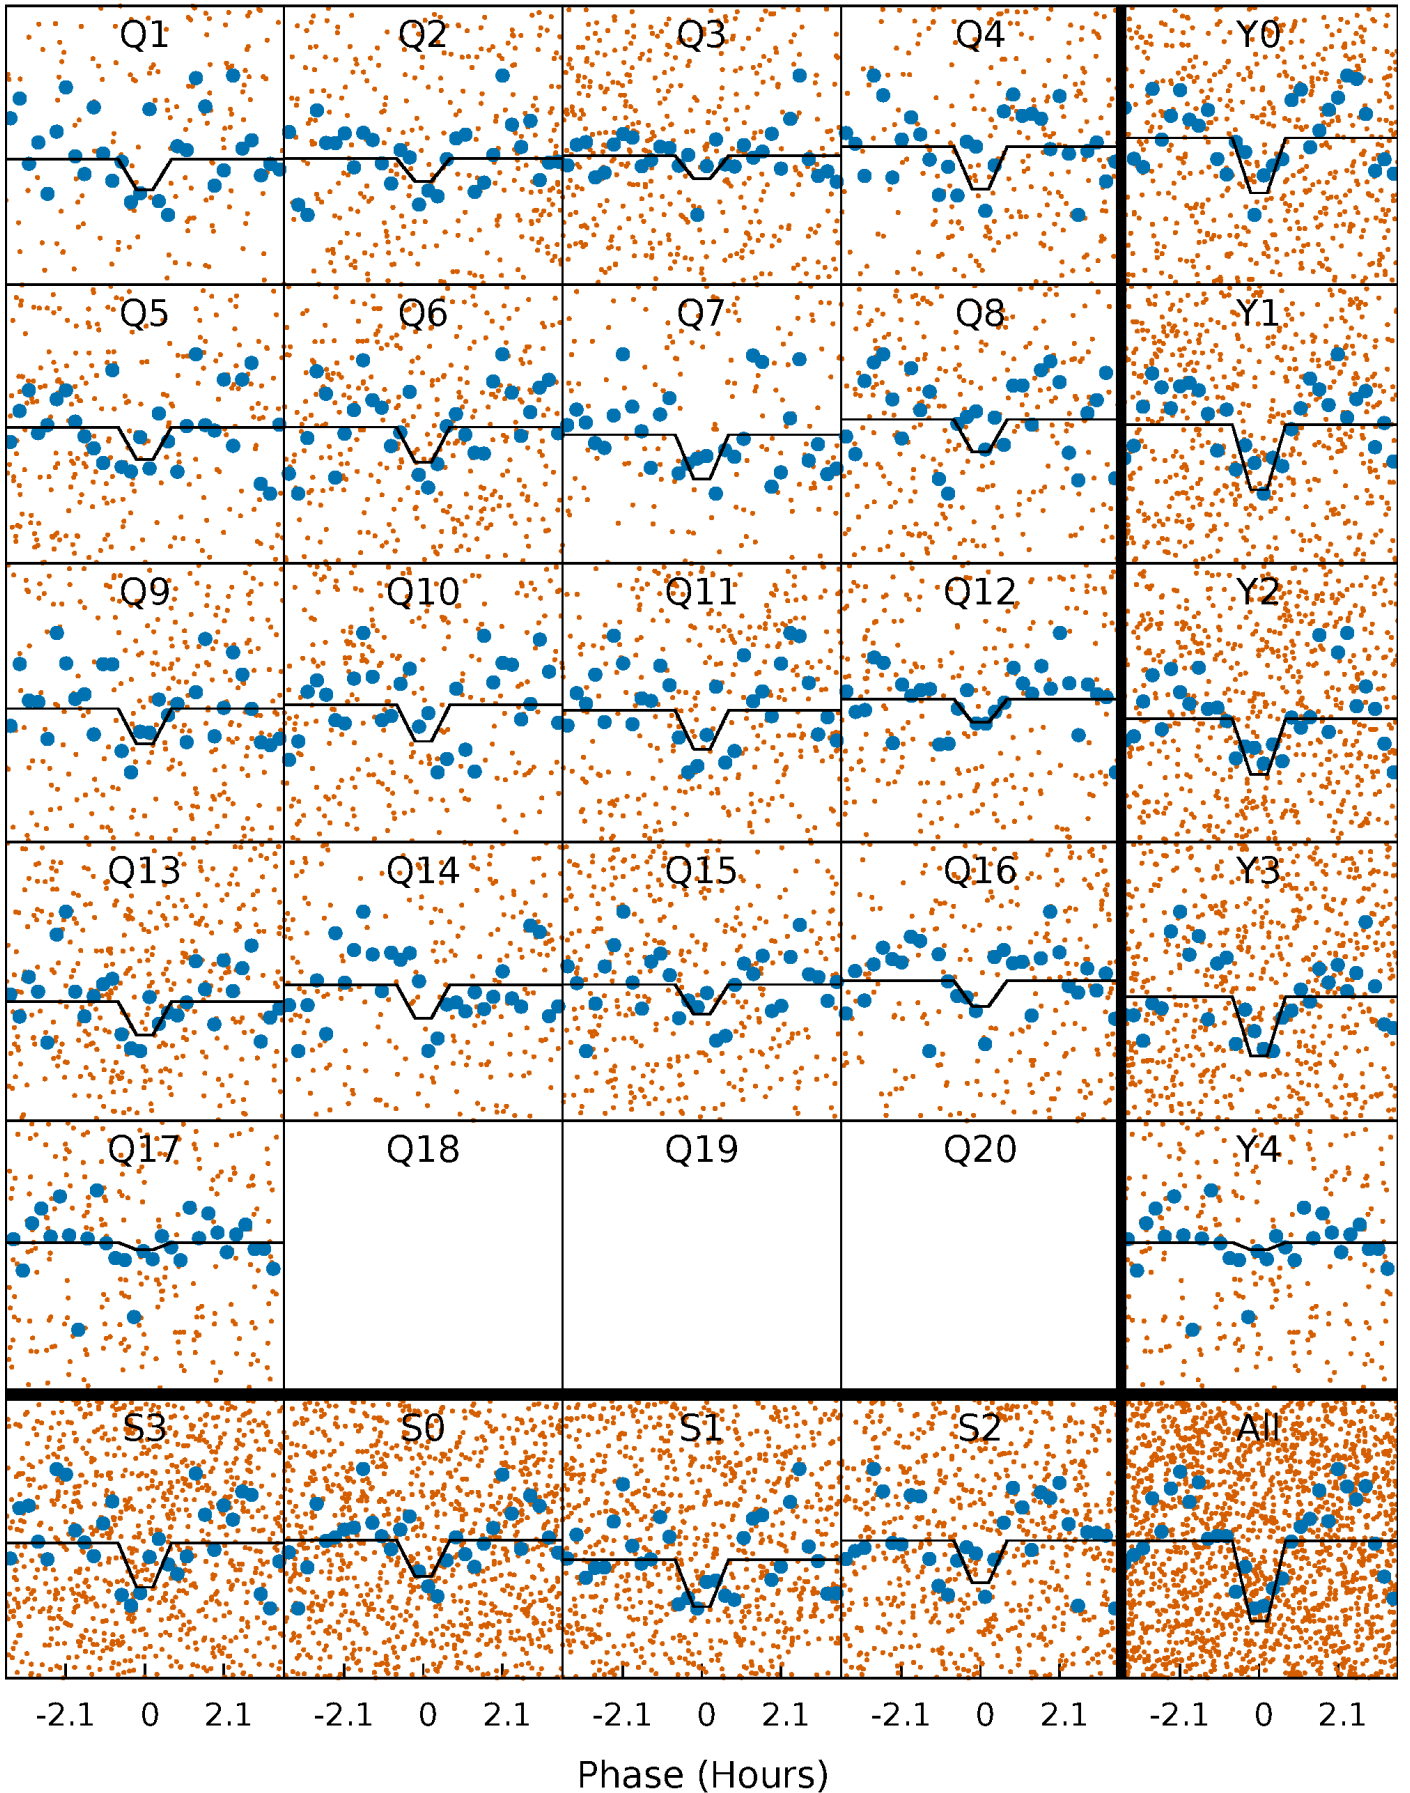 Q1 Q2 Q3 Q4 Y0
Q5 Q6 Q7 Q8 Y1
Q9 Q10 Q11 Q12 Y2
Q13 Q14 Q15 Q16 Y3
Q17 Q18 Q19 Q20 Y4
S3 S0 S1 S2 All
-2.1 0 2.1 -2.1 0 2.1 -2.1 0 2.1 -2.1 0 2.1 -2.1 0 2.1
Phase (Hours)